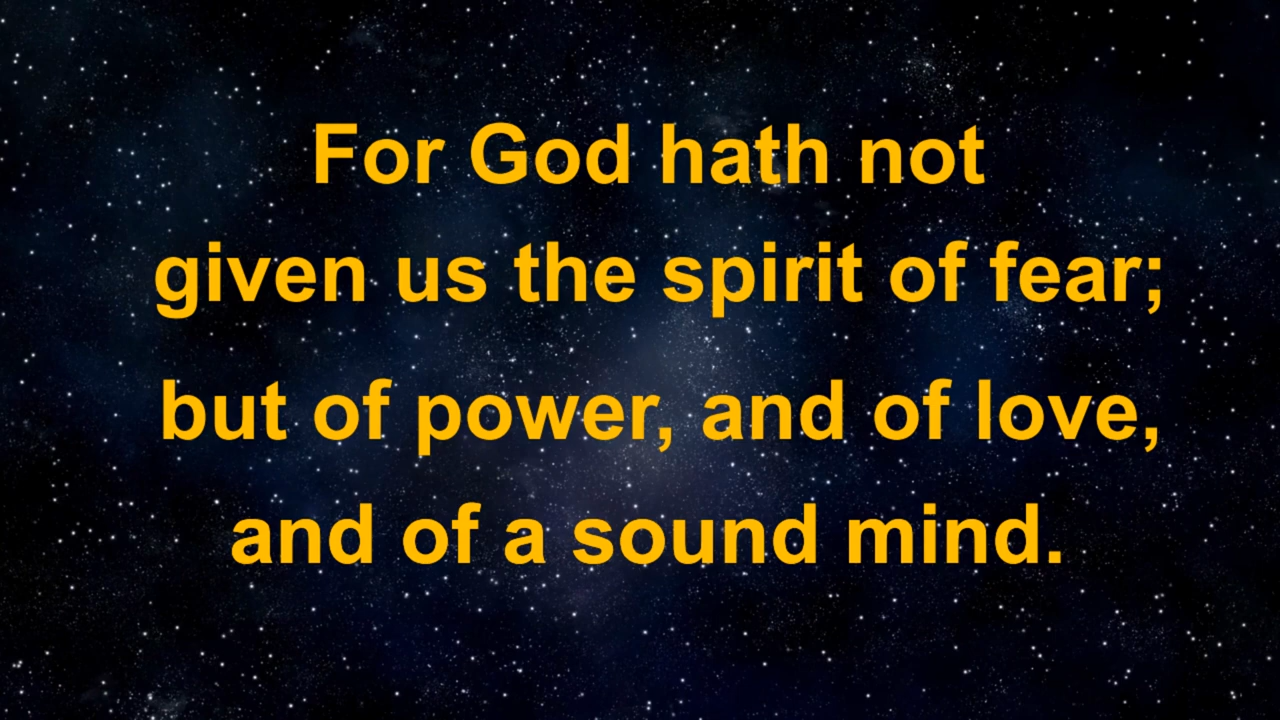 For God hath not
given us the spirit of fear;
but of power, and of love,
and of a sound mind.